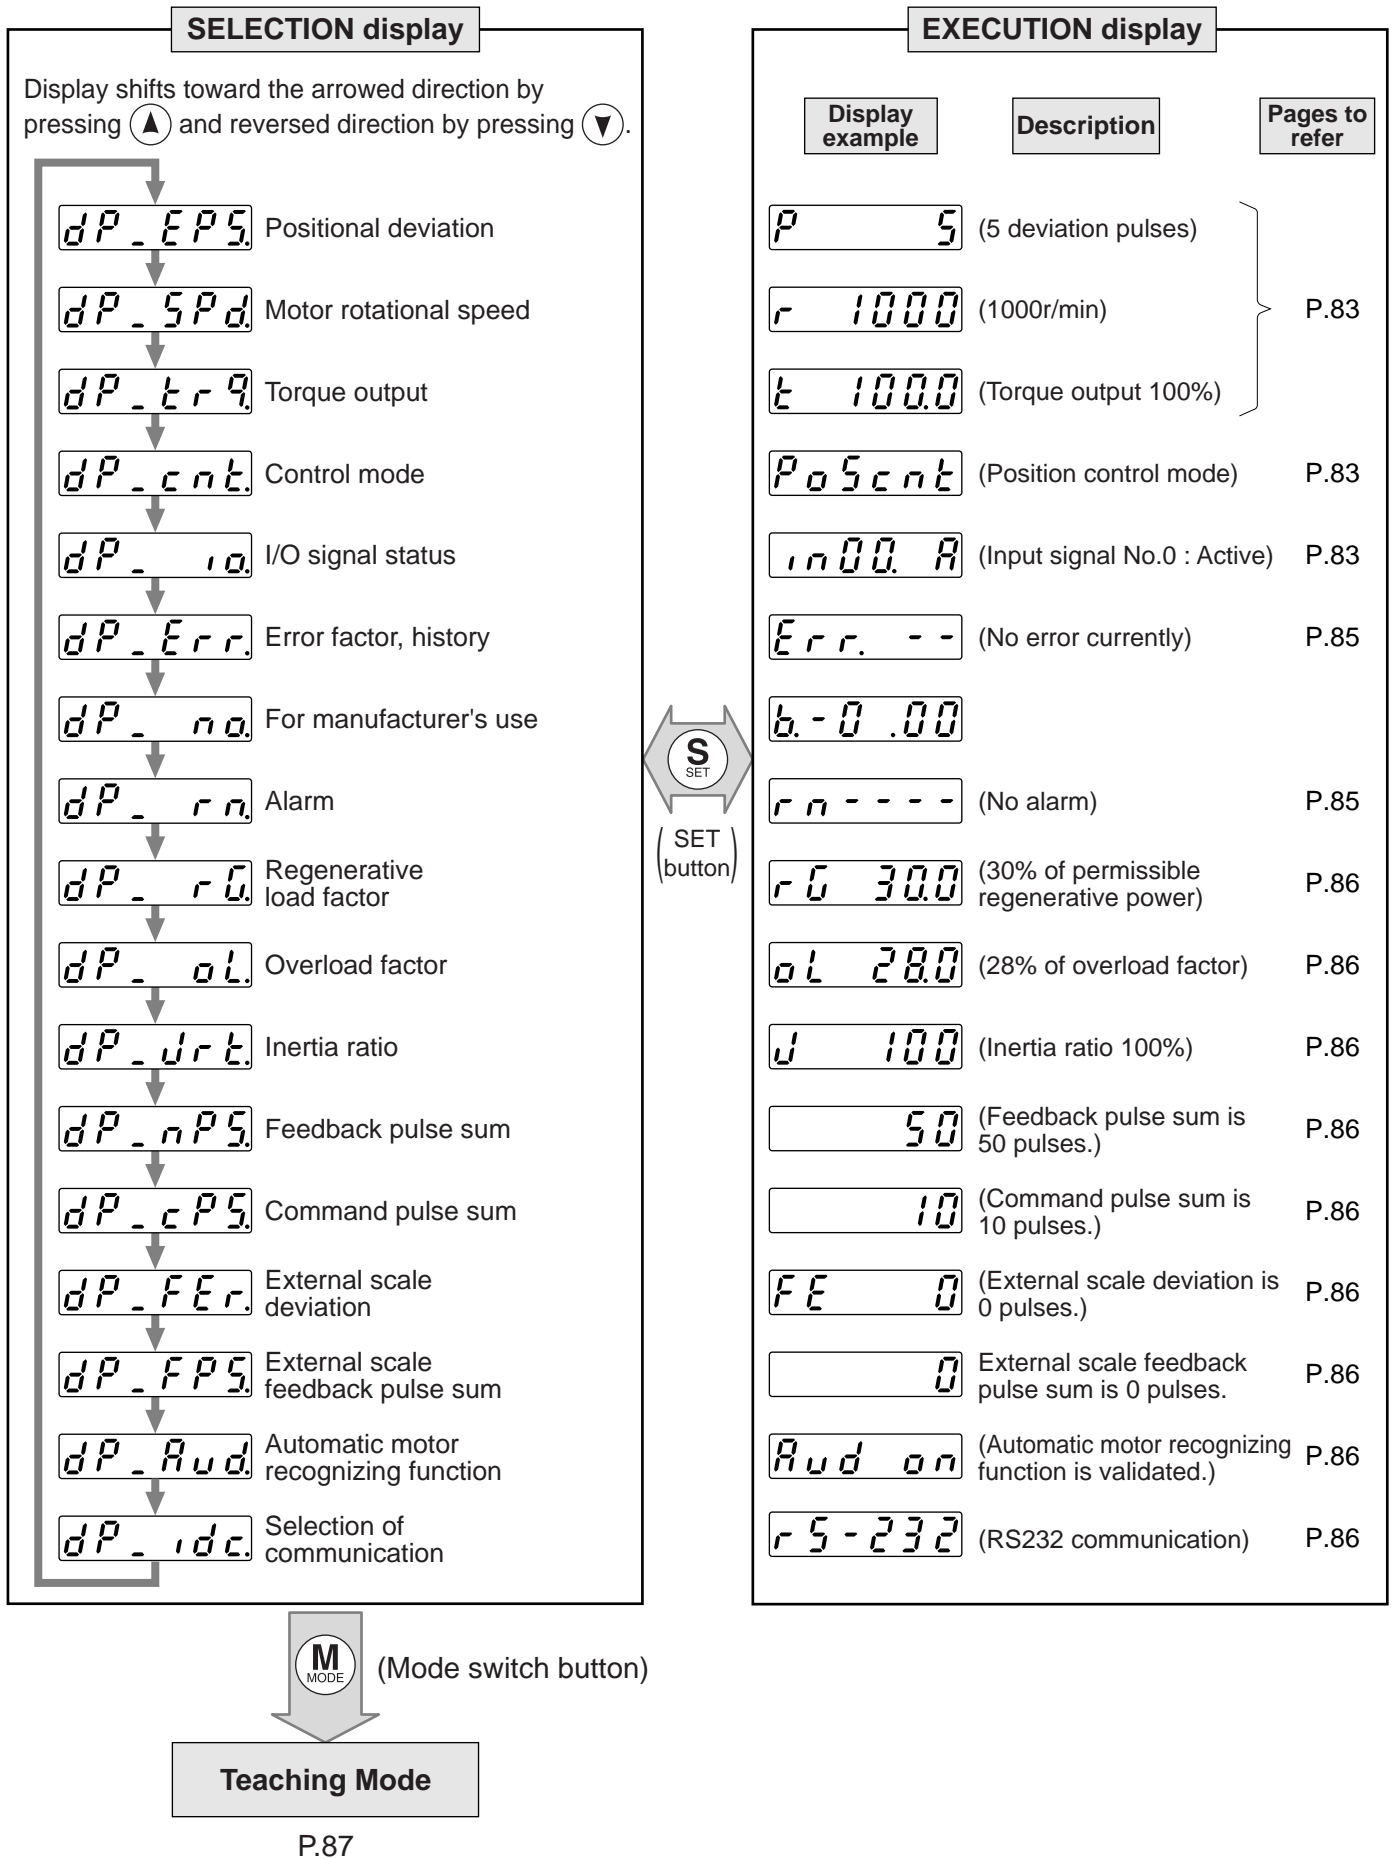 SELECTION display
Display shifts toward the arrowed direction by
pressing ▲ and reversed direction by pressing ▼.
dP_EPS. Positional deviation
dP_SPd. Motor rotational speed
dP_trq. Torque output
dP_cnt. Control mode
dP_ io. I/O signal status
dP_Err. Error factor, history
dP_ no. For manufacturer's use
dP_ rn. Alarm
dP_ rG. Regenerative
load factor
dP_ oL. Overload factor
dP_Jrt. Inertia ratio
dP_nPS. Feedback pulse sum
dP_cPS. Command pulse sum
dP_FEr. External scale
deviation
dP_FPS. External scale
feedback pulse sum
dP_Aud. Automatic motor
recognizing function
dP_ idc. Selection of
communication
S
SET
(SET
button)
EXECUTION display
Display
example
Description
Pages to
refer
P 5 (5 deviation pulses)
r 1000 (1000r/min) P.83
t 100.0 (Torque output 100%)
PoScnt (Position control mode) P.83
in00. A (Input signal No.0 : Active) P.83
Err. -- (No error currently) P.85
b.-0 .00
rn---- (No alarm) P.85
rG 30.0 (30% of permissible
regenerative power) P.86
oL 28.0 (28% of overload factor) P.86
J 100 (Inertia ratio 100%) P.86
50 (Feedback pulse sum is
50 pulses.) P.86
10 (Command pulse sum is
10 pulses.) P.86
FE 0 (External scale deviation is
0 pulses.) P.86
0 External scale feedback
pulse sum is 0 pulses. P.86
Aud on (Automatic motor recognizing
function is validated.) P.86
rS-232 (RS232 communication) P.86
M
MODE
(Mode switch button)
Teaching Mode
P.87